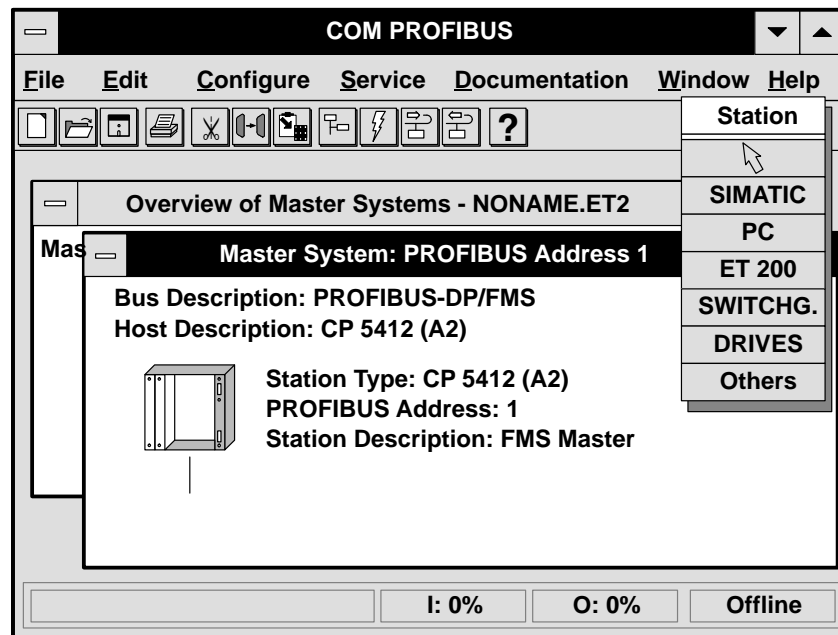 COM PROFIBUS
File Edit Configure Service Documentation Window Help
?
Station
SIMATIC
PC
ET 200
SWITCHG.
DRIVES
Others
Overview of Master Systems - NONAME.ET2
Mas
Master System: PROFIBUS Address 1
Bus Description: PROFIBUS-DP/FMS
Host Description: CP 5412 (A2)
Station Type: CP 5412 (A2)
PROFIBUS Address: 1
Station Description: FMS Master
I: 0% O: 0% Offline